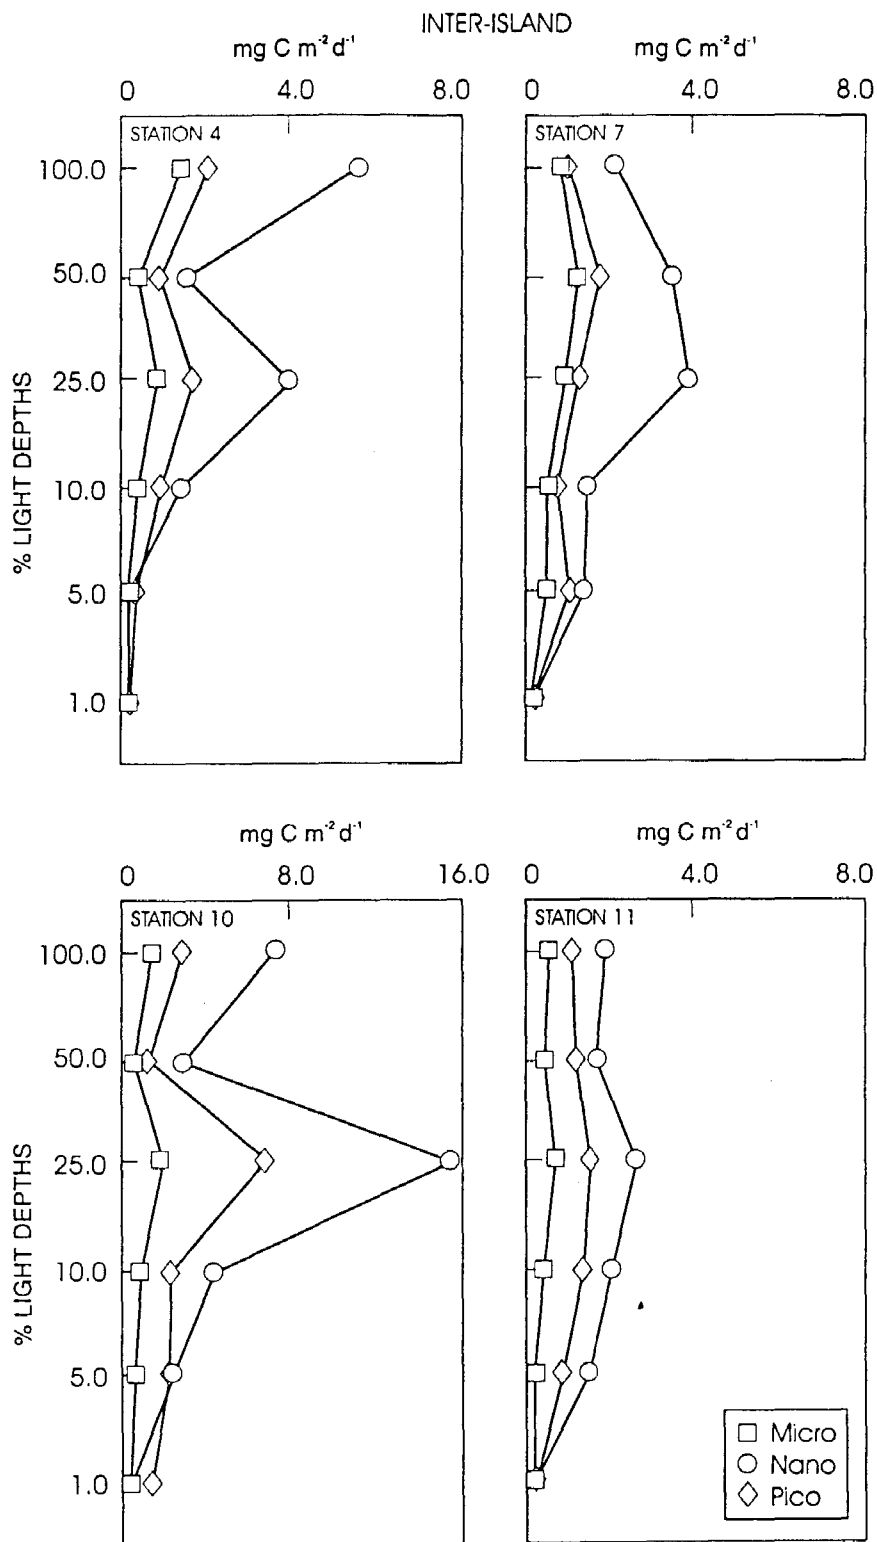 INTER-ISLAND
mg C m⁻² d⁻¹
mg C m⁻² d⁻¹
0 4.0 8.0
0 4.0 8.0
STATION 4
STATION 7
100.0
50.0
25.0
10.0
5.0
1.0
% LIGHT DEPTHS
mg C m⁻² d⁻¹
mg C m⁻² d⁻¹
0 8.0 16.0
0 4.0 8.0
STATION 10
STATION 11
100.0
50.0
25.0
10.0
5.0
1.0
% LIGHT DEPTHS
Micro
Nano
Pico